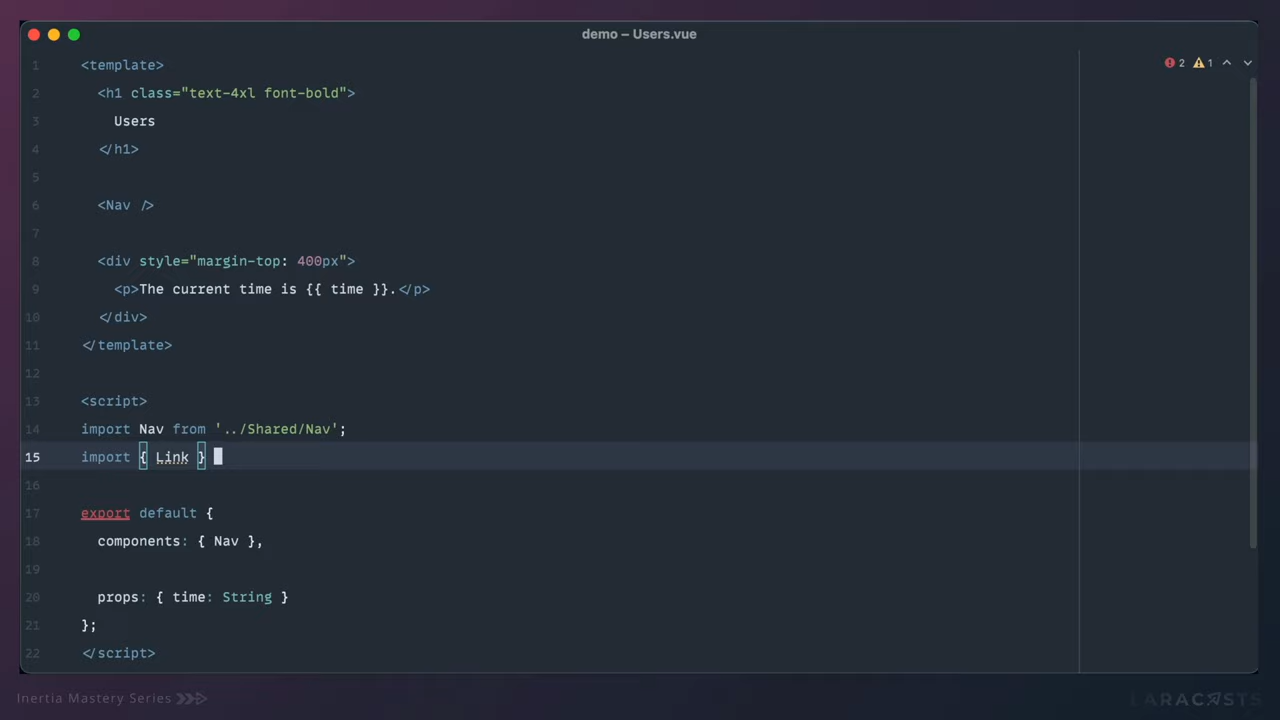 demo – Users.vue
2 1
1 <template>
2 <h1 class="text-4xl font-bold">
3 Users
4 </h1>
5
6 <Nav />
7
8 <div style="margin-top: 400px">
9 <p>The current time is {{ time }}.</p>
10 </div>
11 </template>
12
13 <script>
14 import Nav from '../Shared/Nav';
15 import { Link }
16
17 export default {
18 components: { Nav },
19
20 props: { time: String }
21 };
22 </script>
Inertia Mastery Series
LARACASTS